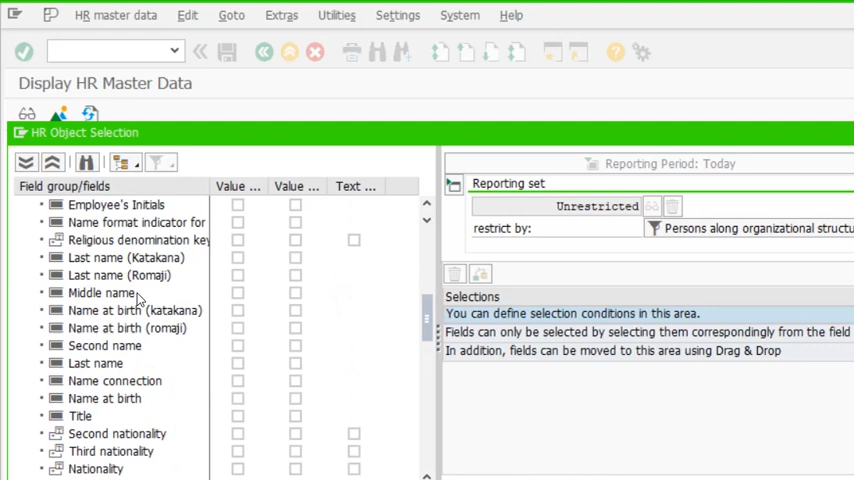 HR master data Edit Goto Extras Utilities Settings System Help
Display HR Master Data
HR Object Selection
Reporting Period: Today
Field group/fields Value ... Value ... Text ...
Reporting set
Employee's Initials
Unrestricted
Name format indicator for
restrict by: Persons along organizational structu
Religious denomination key
Last name (Katakana)
Last name (Romaji)
Middle name
Name at birth (katakana)
Name at birth (romaji)
Second name
Last name
Name connection
Name at birth
Title
Second nationality
Third nationality
Nationality
Selections
You can define selection conditions in this area.
Fields can only be selected by selecting them correspondingly from the field
In addition, fields can be moved to this area using Drag & Drop